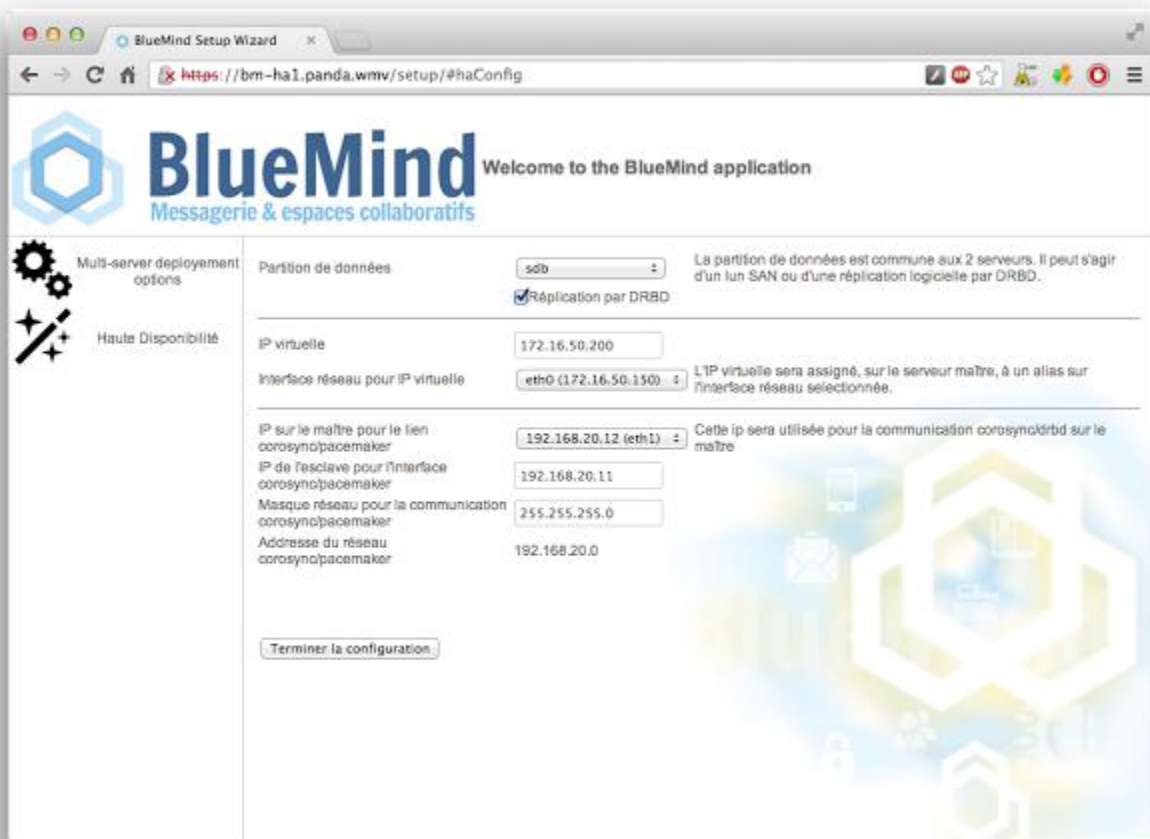 BlueMind Setup Wizard
https://bm-ha1.panda.wmv/setup/#haConfig
BlueMind
Messagerie & espaces collaboratifs
Welcome to the BlueMind application
Multi-server deployement
options
Haute Disponibilité
Partition de données
sdb
Réplication par DRBD
La partition de données est commune aux 2 serveurs. Il peut s'agir
d'un lun SAN ou d'une réplication logicielle par DRBD.
IP virtuelle
172.16.50.200
Interface réseau pour IP virtuelle
eth0 (172.16.50.150)
L'IP virtuelle sera assigné, sur le serveur maître, à un alias sur
l'interface réseau selectionnée.
IP sur le maître pour le lien
corosync/pacemaker
192.168.20.12 (eth1)
Cette ip sera utilisée pour la communication corosync/drbd sur le
maître
IP de l'esclave pour l'interface
corosync/pacemaker
192.168.20.11
Masque réseau pour la communication
corosync/pacemaker
255.255.255.0
Addresse du réseau
corosync/pacemaker
192.168.20.0
Terminer la configuration